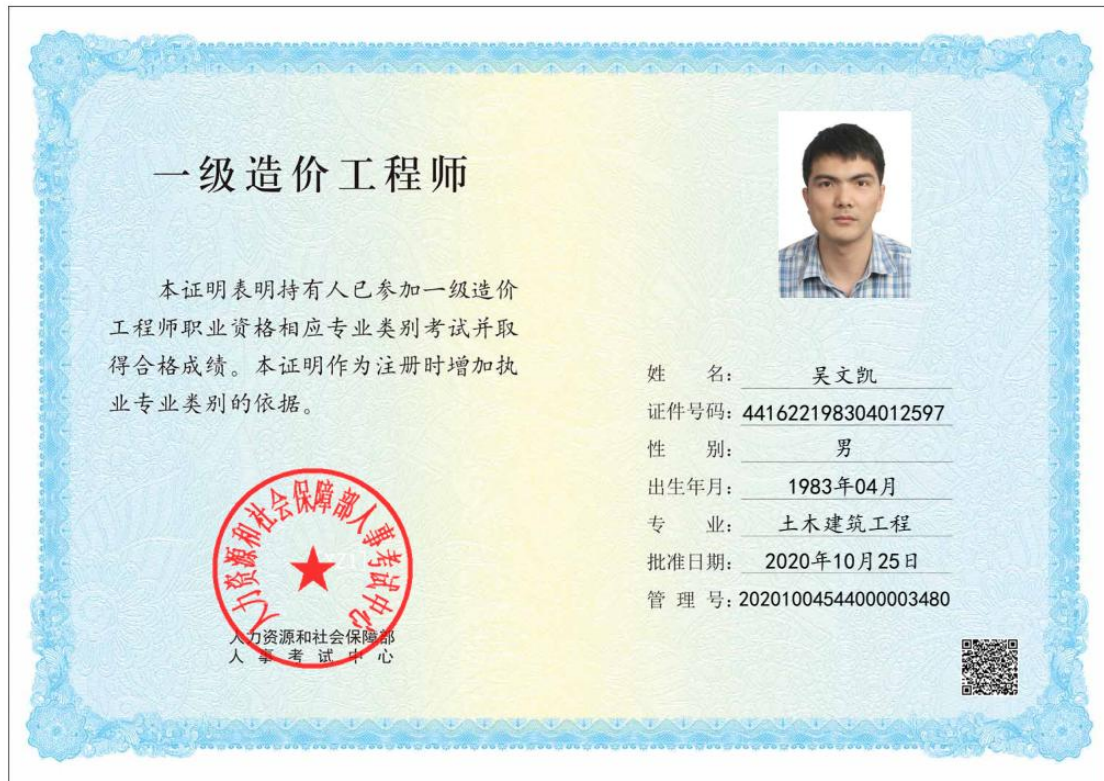 一级造价工程师
本证明表明持有人已参加一级造价
工程师职业资格相应专业类别考试并取
得合格成绩。本证明作为注册时增加执
业专业类别的依据。
人力资源和社会保障部人事考试中心
人力资源和社会保障部
人事考试中心
姓 名: 吴文凯
证件号码: 441622198304012597
性 别: 男
出生年月: 1983年04月
专 业: 土木建筑工程
批准日期: 2020年10月25日
管 理 号: 20201004544000003480